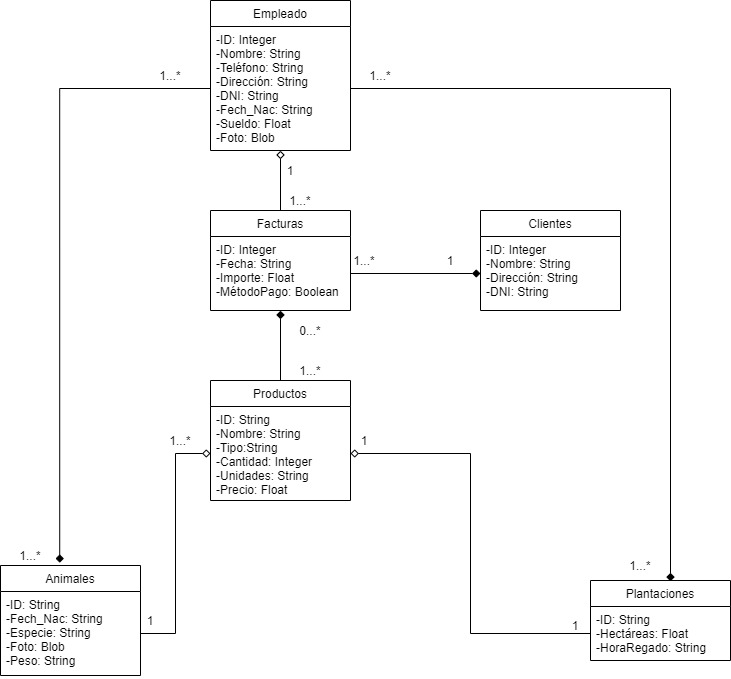 Empleado
-ID: Integer
-Nombre: String
-Teléfono: String
-Dirección: String
-DNI: String
-Fech_Nac: String
-Sueldo: Float
-Foto: Blob
1...*
1...*
1
1...*
Facturas
-ID: Integer
-Fecha: String
-Importe: Float
-MétodoPago: Boolean
1...*
1
Clientes
-ID: Integer
-Nombre: String
-Dirección: String
-DNI: String
0...*
1...*
Productos
-ID: String
-Nombre: String
-Tipo:String
-Cantidad: Integer
-Unidades: String
-Precio: Float
1...*
1
1...*
Animales
-ID: String
-Fech_Nac: String
-Especie: String
-Foto: Blob
-Peso: String
1
1...*
1
Plantaciones
-ID: String
-Hectáreas: Float
-HoraRegado: String